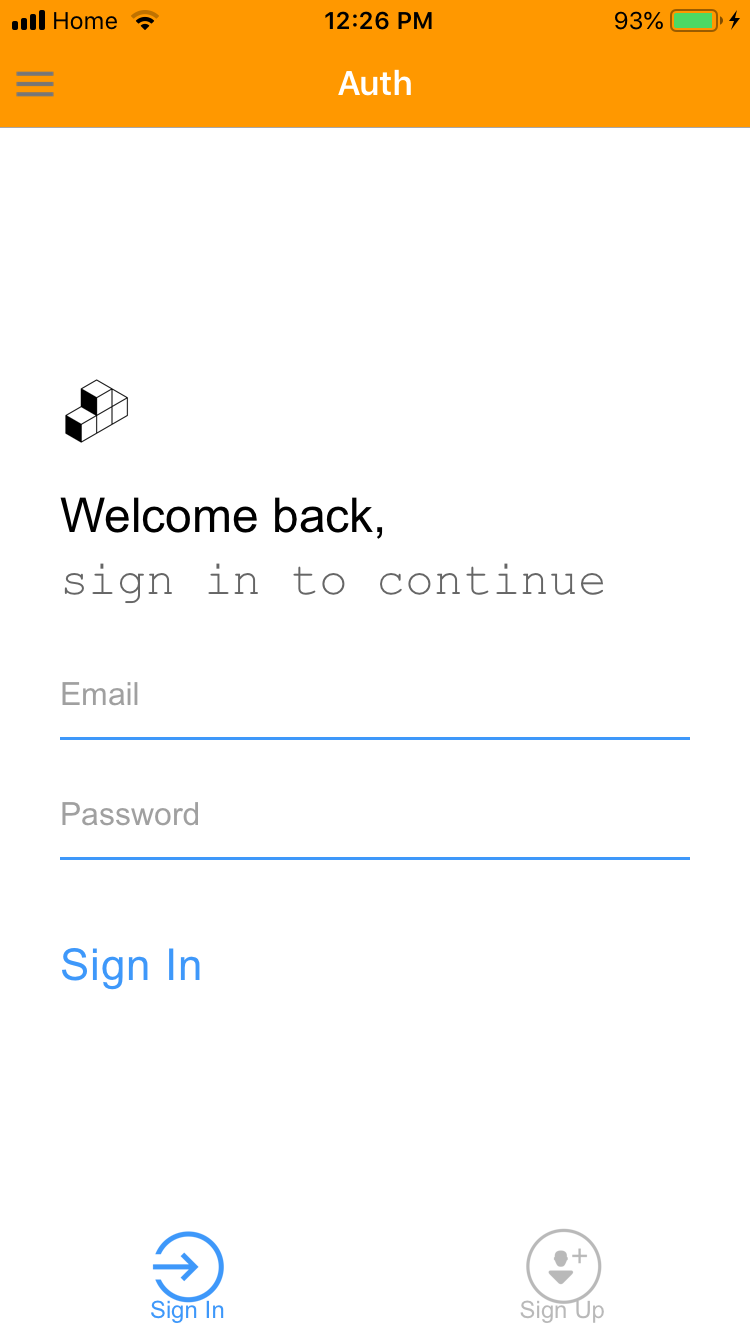 Home 12:26 PM 93%
Auth
Welcome back,
sign in to continue
Email
Password
Sign In
Sign In Sign Up